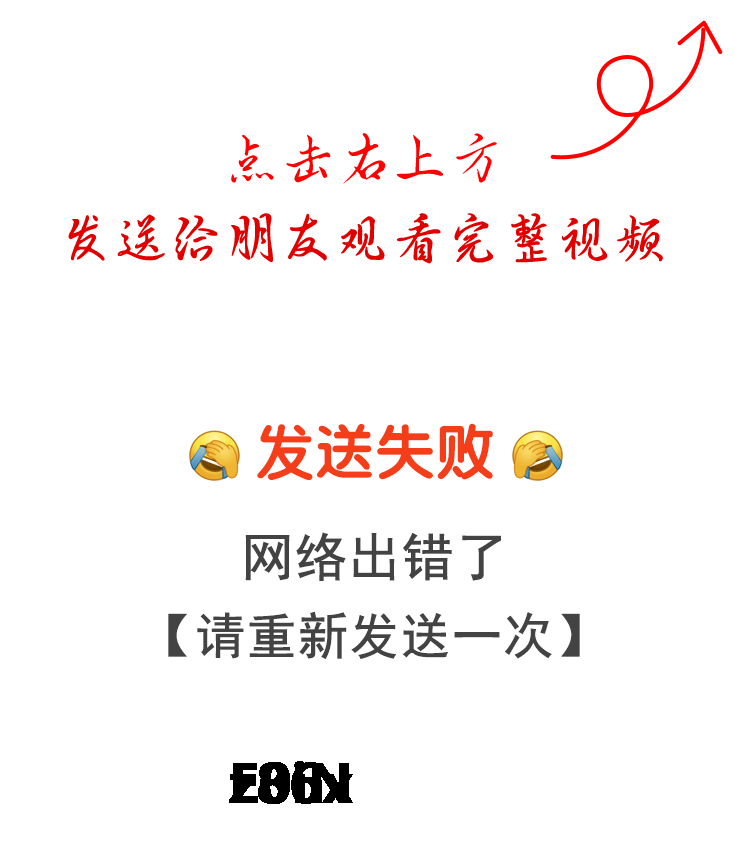 点击右上方
发送给朋友观看完整视频
发送失败
网络出错了
【请重新发送一次】